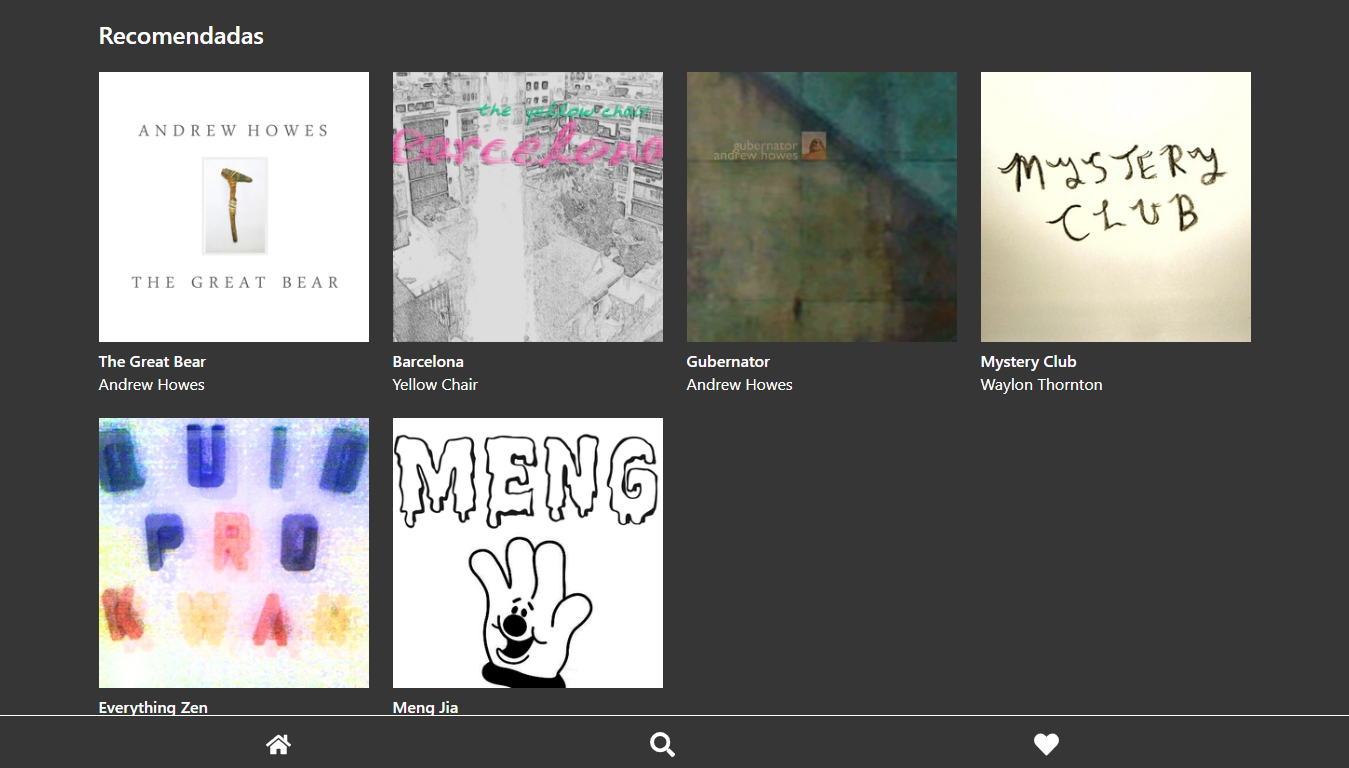 Recomendadas
ANDREW HOWES
THE GREAT BEAR
the yellow chair
Barcelona
gubernator
andrew howes
MYSTERY
CLUB
The Great Bear
Andrew Howes
Barcelona
Yellow Chair
Gubernator
Andrew Howes
Mystery Club
Waylon Thornton
QUID
PRO
KWAN
MENG
Everything Zen
Meng Jia